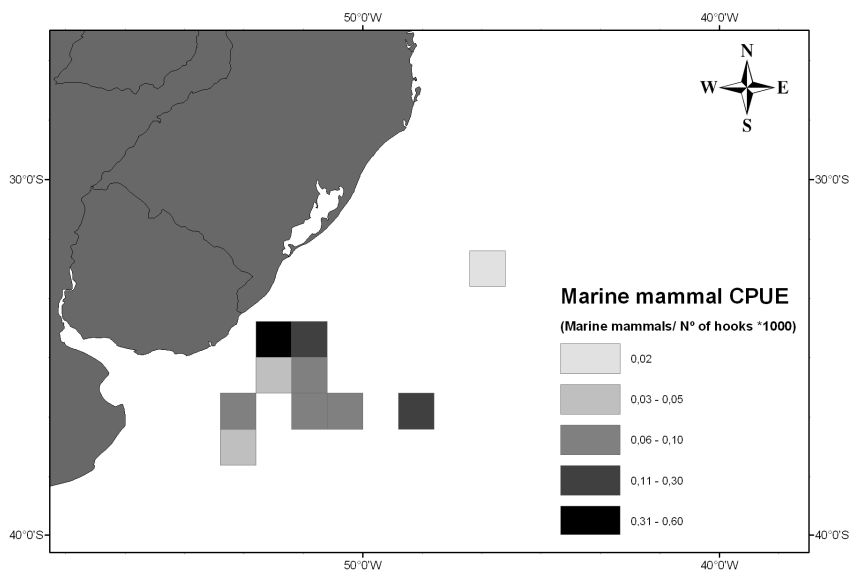 50°0'W 40°0'W
N
W E
S
30°0'S 30°0'S
Marine mammal CPUE
(Marine mammals/ Nº of hooks *1000)
0,02
0,03 - 0,05
0,06 - 0,10
0,11 - 0,30
0,31 - 0,60
40°0'S 40°0'S
50°0'W 40°0'W